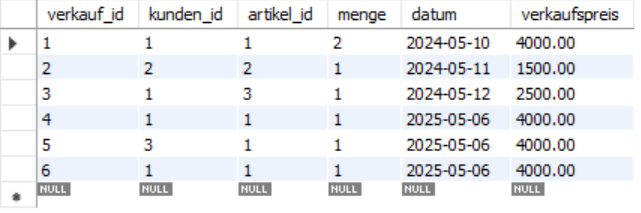 verkauf_id kunden_id artikel_id menge datum verkaufspreis
1 1 1 2 2024-05-10 4000.00
2 2 2 1 2024-05-11 1500.00
3 1 3 1 2024-05-12 2500.00
4 1 1 1 2025-05-06 4000.00
5 3 1 1 2025-05-06 4000.00
6 1 1 1 2025-05-06 4000.00
NULL NULL NULL NULL NULL NULL